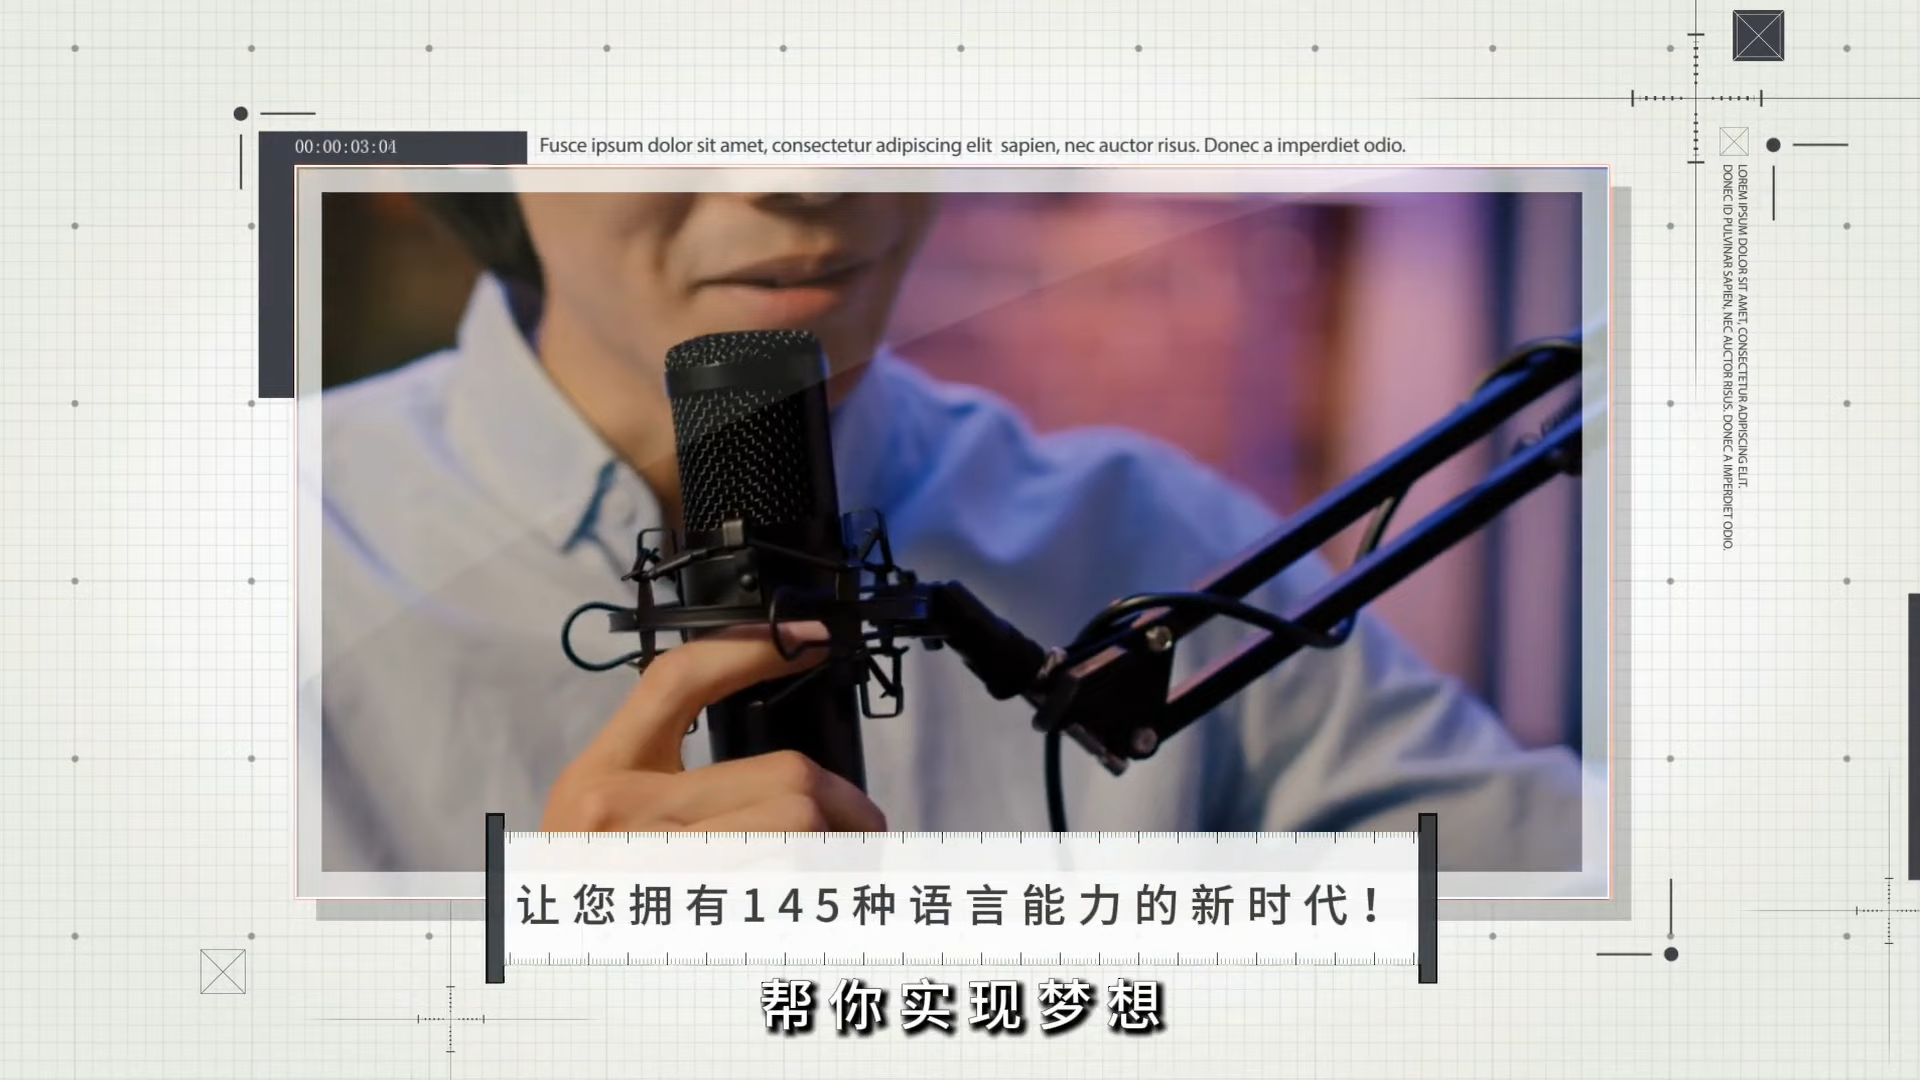 00:00:03:04
Fusce ipsum dolor sit amet, consectetur adipiscing elit sapien, nec auctor risus. Donec a imperdiet odio.
LOREM IPSUM DOLOR SIT AMET, CONSECTETUR ADIPISCING ELIT.
DONEC ID PULVINAR SAPIEN, NEC AUCTOR RISUS. DONEC A IMPERDIET ODIO.
让您拥有145种语言能力的新时代！
帮你实现梦想